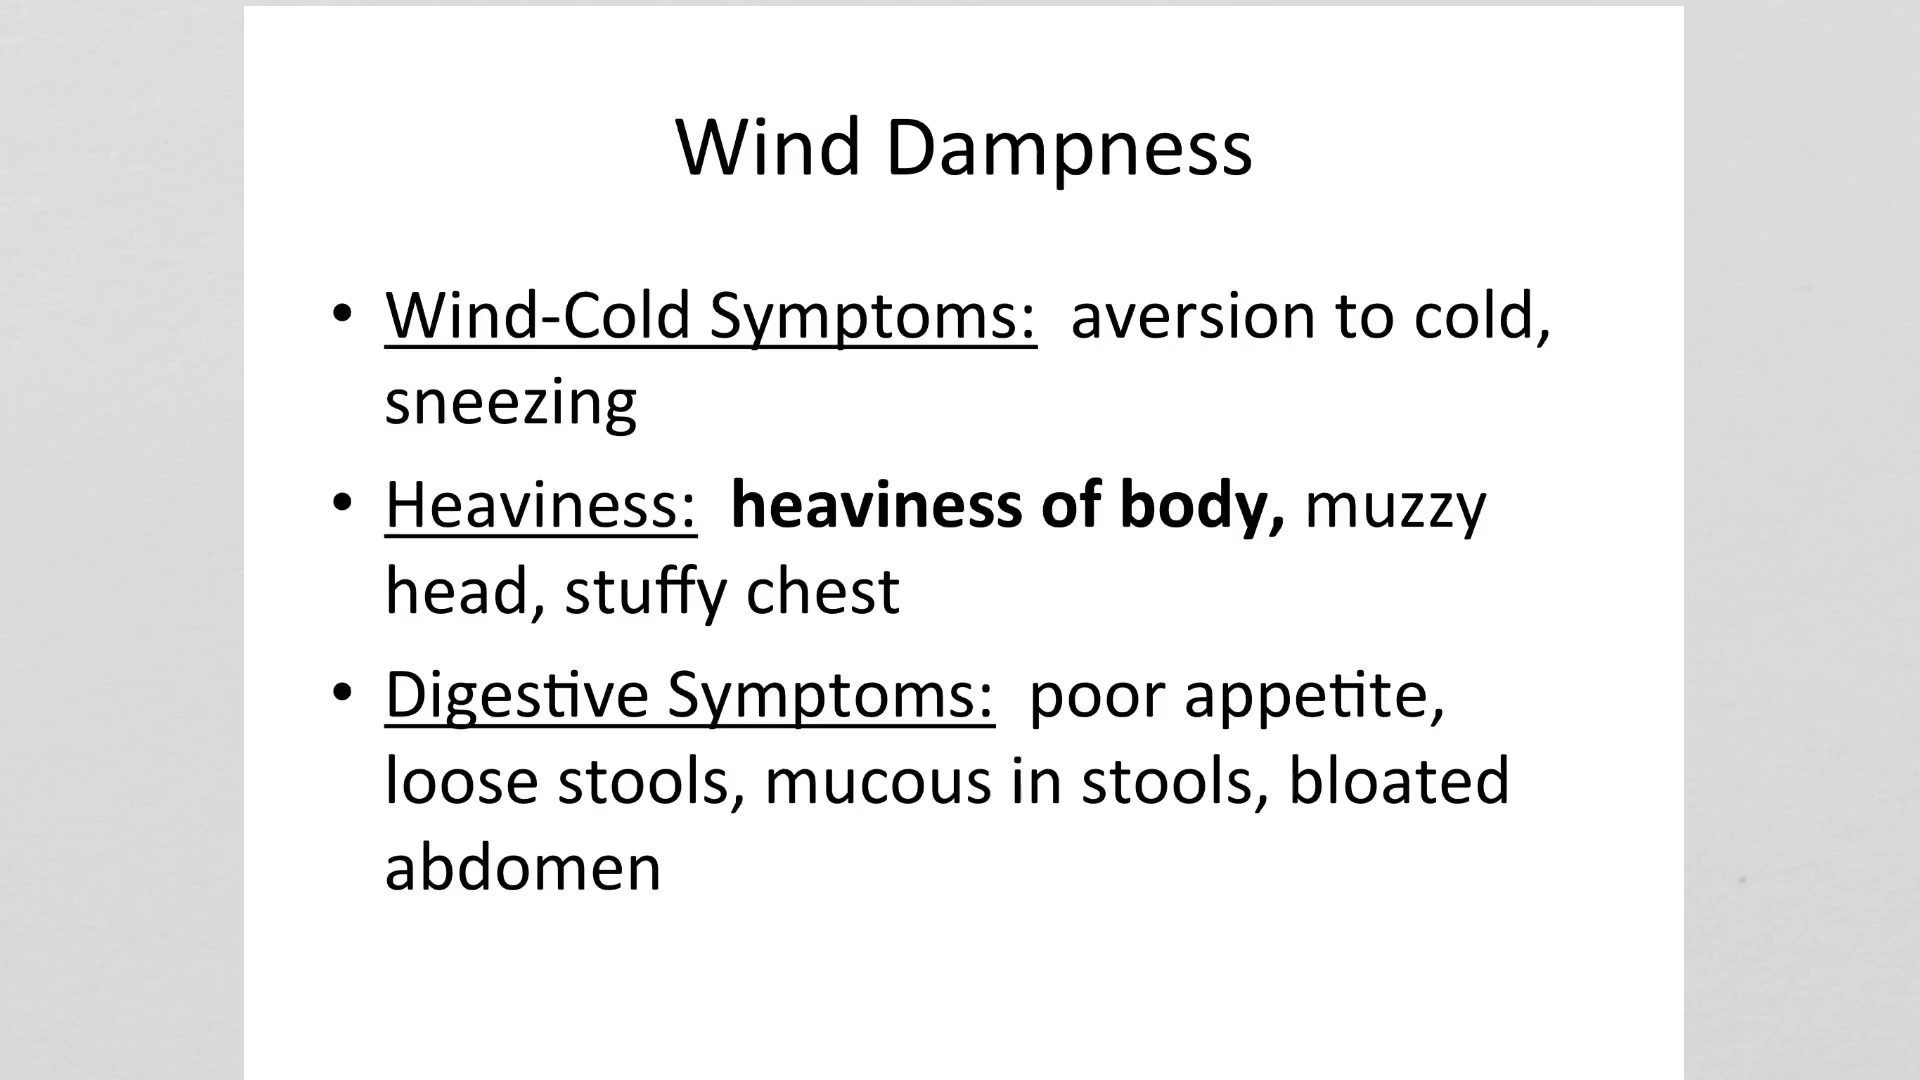 Wind Dampness
• Wind-Cold Symptoms: aversion to cold,
sneezing
• Heaviness: heaviness of body, muzzy
head, stuffy chest
• Digestive Symptoms: poor appetite,
loose stools, mucous in stools, bloated
abdomen